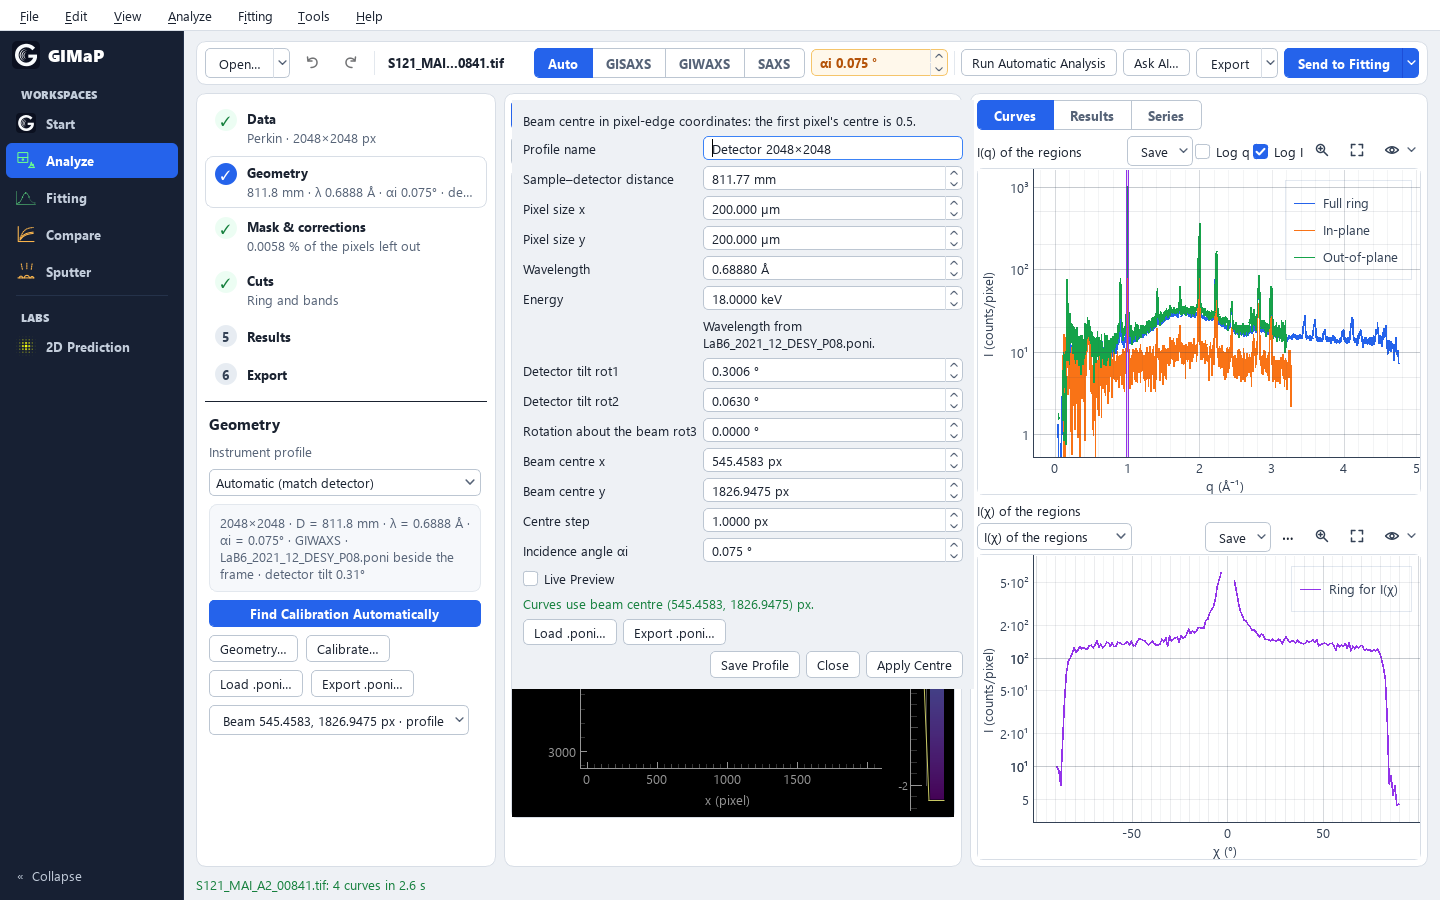 File Edit View Analyze Fitting Tools Help
GIMaP
WORKSPACES
Start
Analyze
Fitting
Compare
Sputter
LABS
2D Prediction
« Collapse
Open...
S121_MAI...0841.tif
Auto GISAXS GIWAXS SAXS
αi 0.075 °
Run Automatic Analysis
Ask AI...
Export
Send to Fitting
Data
Perkin · 2048×2048 px
Geometry
811.8 mm · λ 0.6888 Å · αi 0.075° · de...
Mask & corrections
0.0058 % of the pixels left out
Cuts
Ring and bands
5 Results
6 Export
Geometry
Instrument profile
Automatic (match detector)
2048×2048 · D = 811.8 mm · λ = 0.6888 Å ·
αi = 0.075° · GIWAXS ·
LaB6_2021_12_DESY_P08.poni beside the
frame · detector tilt 0.31°
Find Calibration Automatically
Geometry... Calibrate...
Load .poni... Export .poni...
Beam 545.4583, 1826.9475 px · profile
Beam centre in pixel-edge coordinates: the first pixel's centre is 0.5.
Profile name Detector 2048×2048
Sample–detector distance 811.77 mm
Pixel size x 200.000 µm
Pixel size y 200.000 µm
Wavelength 0.68880 Å
Energy 18.0000 keV
Wavelength from
LaB6_2021_12_DESY_P08.poni.
Detector tilt rot1 0.3006 °
Detector tilt rot2 0.0630 °
Rotation about the beam rot3 0.0000 °
Beam centre x 545.4583 px
Beam centre y 1826.9475 px
Centre step 1.0000 px
Incidence angle αi 0.075 °
Live Preview
Curves use beam centre (545.4583, 1826.9475) px.
Load .poni... Export .poni...
Save Profile Close Apply Centre
3000
0 500 1000 1500
x (pixel)
-2
Curves Results Series
I(q) of the regions
Save
Log q
Log I
10³
10²
10¹
1
I (counts/pixel)
Full ring
In-plane
Out-of-plane
0 1 2 3 4 5
q (Å⁻¹)
I(χ) of the regions
I(χ) of the regions
Save
...
5·10²
2·10²
10²
5·10¹
2·10¹
10¹
5
I (counts/pixel)
Ring for I(χ)
-50 0 50
χ (°)
S121_MAI_A2_00841.tif: 4 curves in 2.6 s